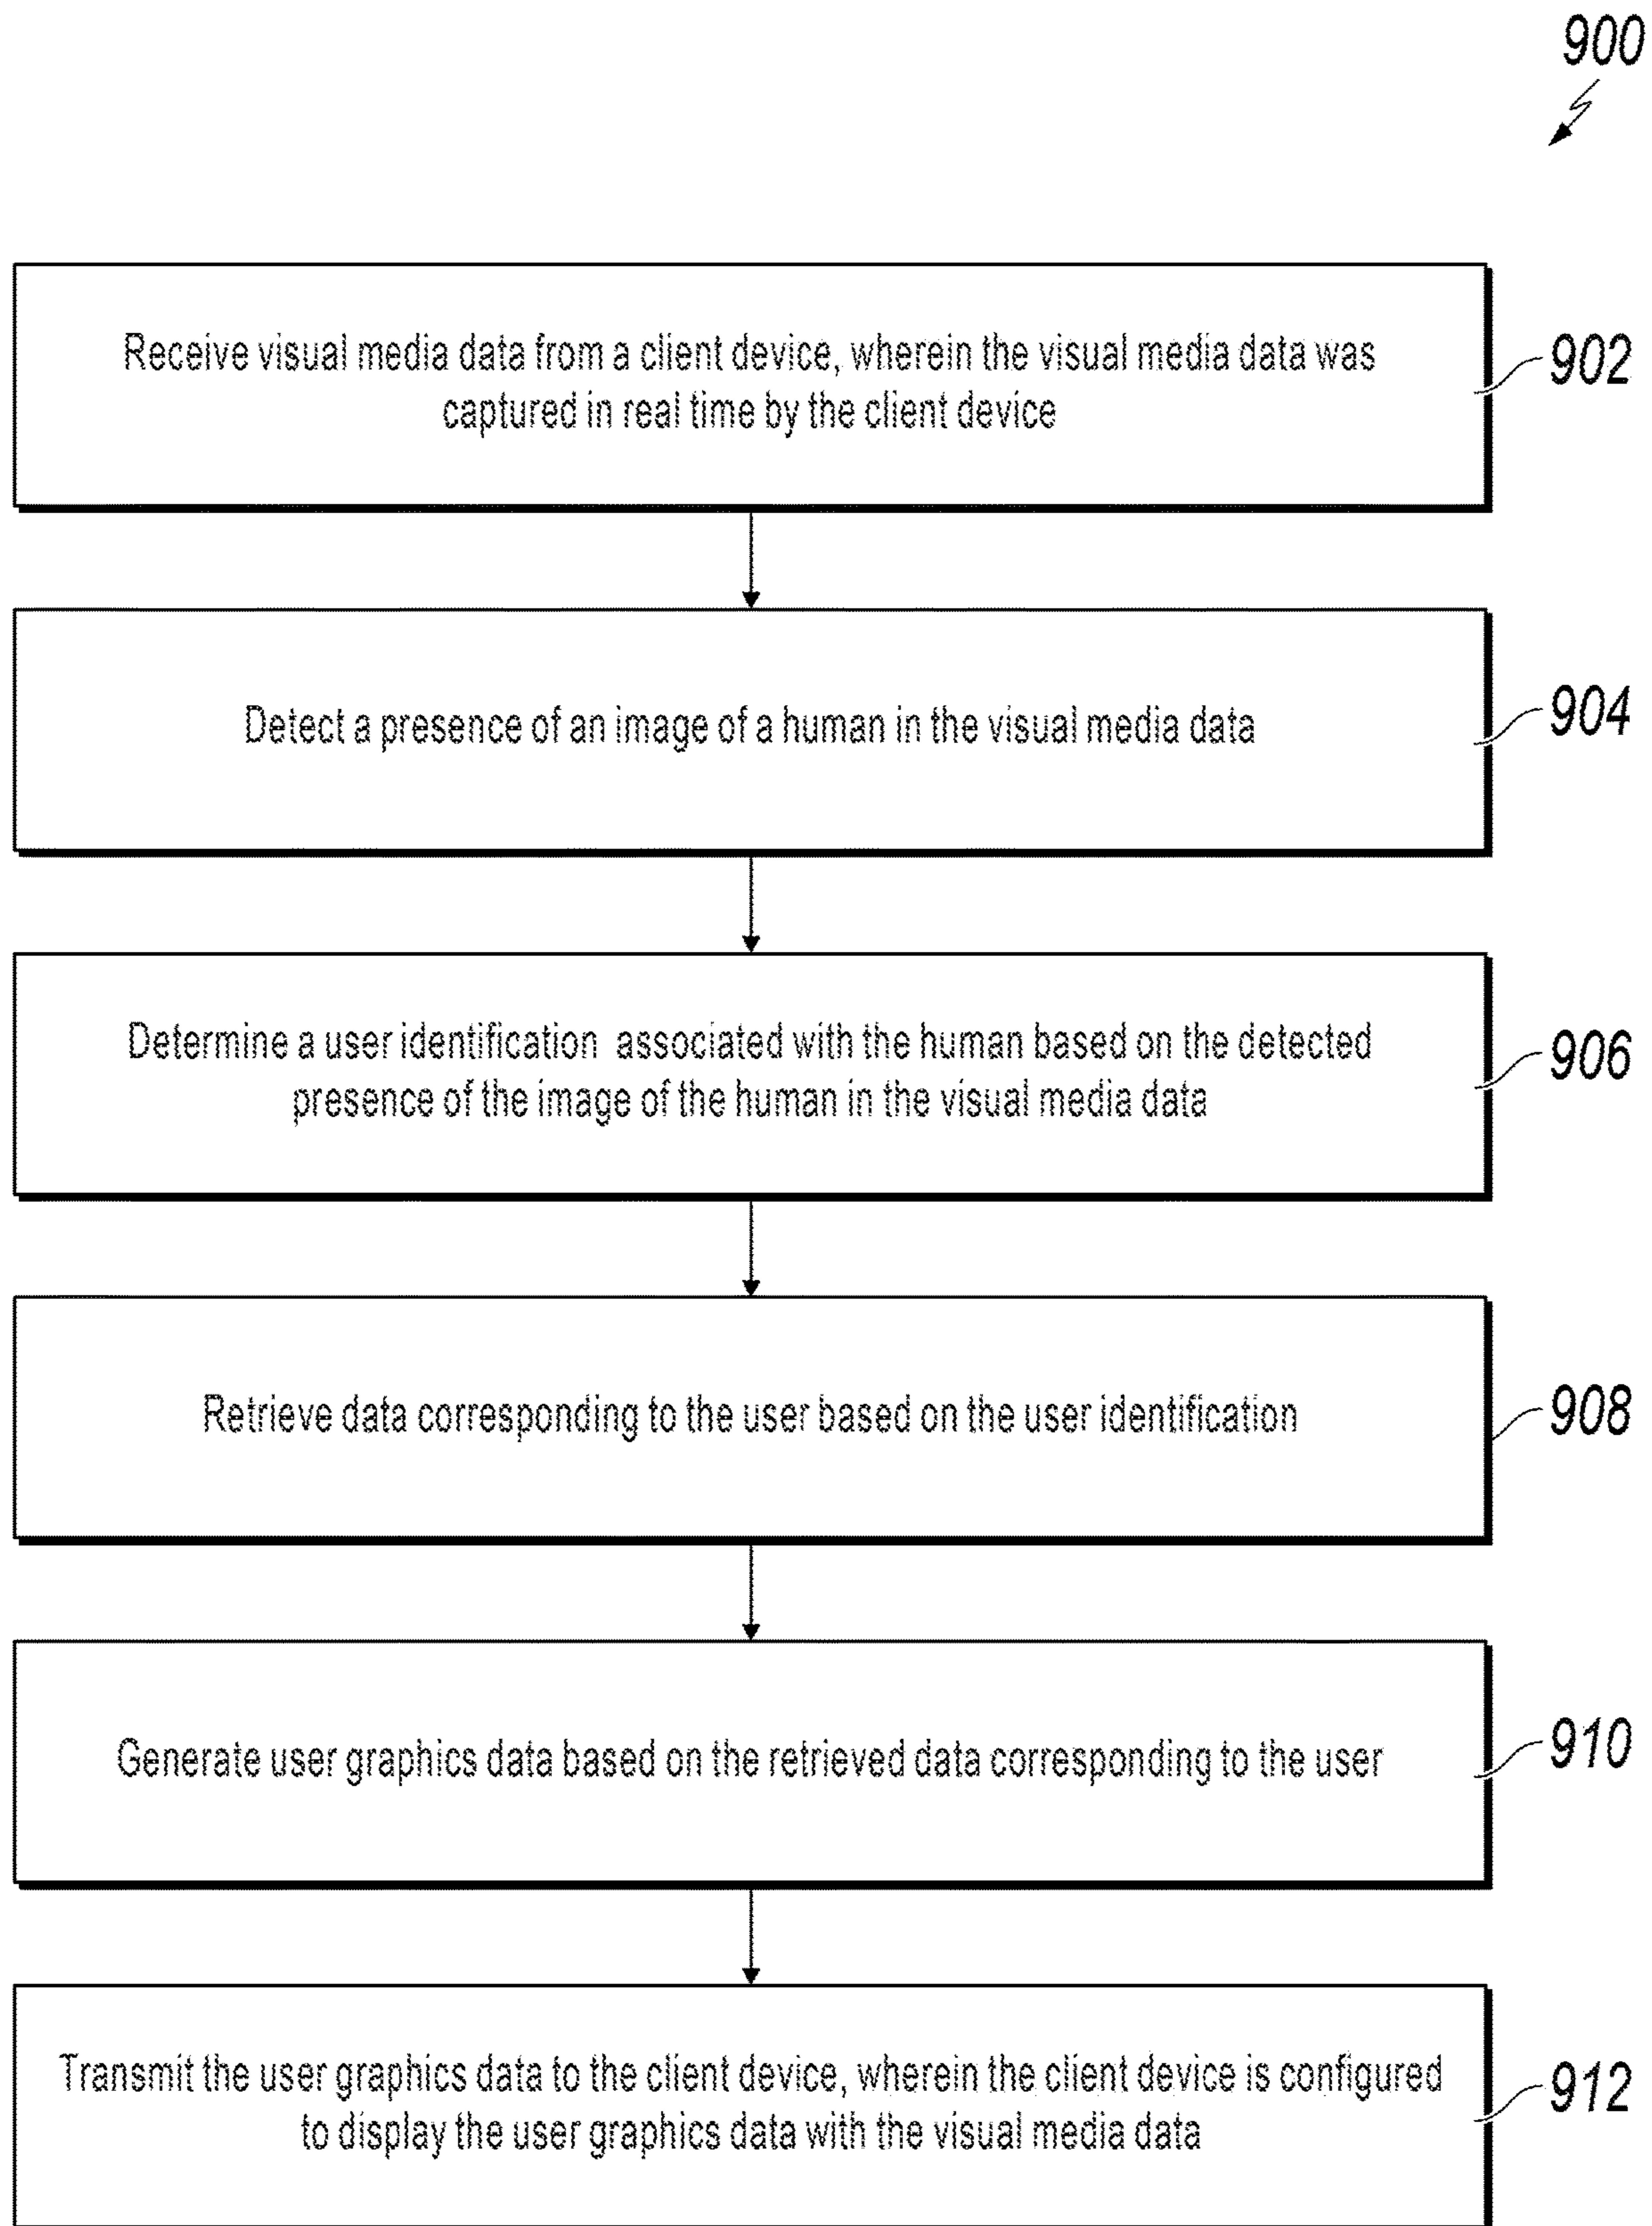 900
Receive visual media data from a client device, wherein the visual media data was
captured in real time by the client device
902
Detect a presence of an image of a human in the visual media data
904
Determine a user identification associated with the human based on the detected
presence of the image of the human in the visual media data
906
Retrieve data corresponding to the user based on the user identification
908
Generate user graphics data based on the retrieved data corresponding to the user
910
Transmit the user graphics data to the client device, wherein the client device is configured
to display the user graphics data with the visual media data
912